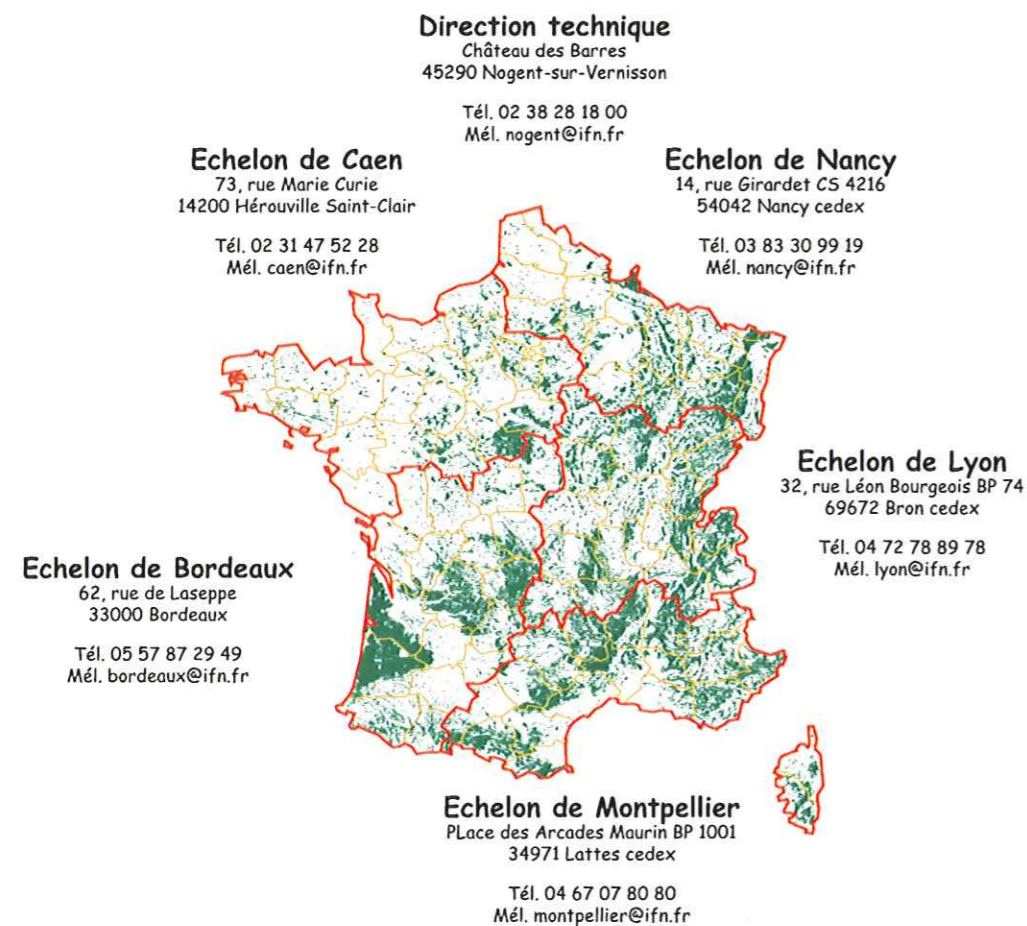 Direction technique
Château des Barres
45290 Nogent-sur-Vernisson
Tél. 02 38 28 18 00
Mél. nogent@ifn.fr
Echelon de Caen
73, rue Marie Curie
14200 Hérouville Saint-Clair
Tél. 02 31 47 52 28
Mél. caen@ifn.fr
Echelon de Nancy
14, rue Girardet CS 4216
54042 Nancy cedex
Tél. 03 83 30 99 19
Mél. nancy@ifn.fr
Echelon de Lyon
32, rue Léon Bourgeois BP 74
69672 Bron cedex
Tél. 04 72 78 89 78
Mél. lyon@ifn.fr
Echelon de Bordeaux
62, rue de Laseppe
33000 Bordeaux
Tél. 05 57 87 29 49
Mél. bordeaux@ifn.fr
Echelon de Montpellier
PLace des Arcades Maurin BP 1001
34971 Lattes cedex
Tél. 04 67 07 80 80
Mél. montpellier@ifn.fr